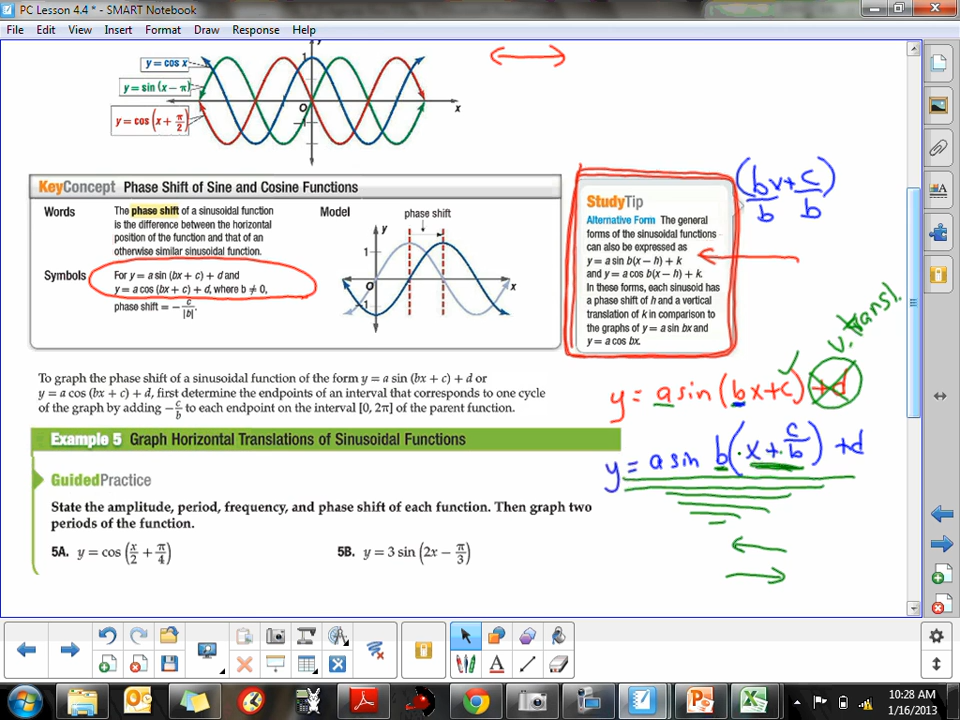 PC Lesson 4.4 * - SMART Notebook
File Edit View Insert Format Draw Response Help
y = cos x
y = sin (x − π)
y = cos (x + π/2)
1
O
x
y
KeyConcept Phase Shift of Sine and Cosine Functions
Words
The phase shift of a sinusoidal function
is the difference between the horizontal
position of the function and that of an
otherwise similar sinusoidal function.
Symbols
For y = a sin (bx + c) + d and
y = a cos (bx + c) + d, where b ≠ 0,
phase shift = − c/|b|.
Model
phase shift
y
1
O
x
−1
StudyTip
Alternative Form The general
forms of the sinusoidal functions
can also be expressed as
y = a sin b(x − h) + k
and y = a cos b(x − h) + k.
In these forms, each sinusoid has
a phase shift of h and a vertical
translation of k in comparison to
the graphs of y = a sin bx and
y = a cos bx.
(bx/b + c/b)
v. transl.
y = a sin (bx + c) + d
y = a sin b(x + c/b) + d
To graph the phase shift of a sinusoidal function of the form y = a sin (bx + c) + d or
y = a cos (bx + c) + d, first determine the endpoints of an interval that corresponds to one cycle
of the graph by adding − c/b to each endpoint on the interval [0, 2π] of the parent function.
Example 5 Graph Horizontal Translations of Sinusoidal Functions
GuidedPractice
State the amplitude, period, frequency, and phase shift of each function. Then graph two
periods of the function.
5A. y = cos (x/2 + π/4)
5B. y = 3 sin (2x − π/3)
10:28 AM
1/16/2013